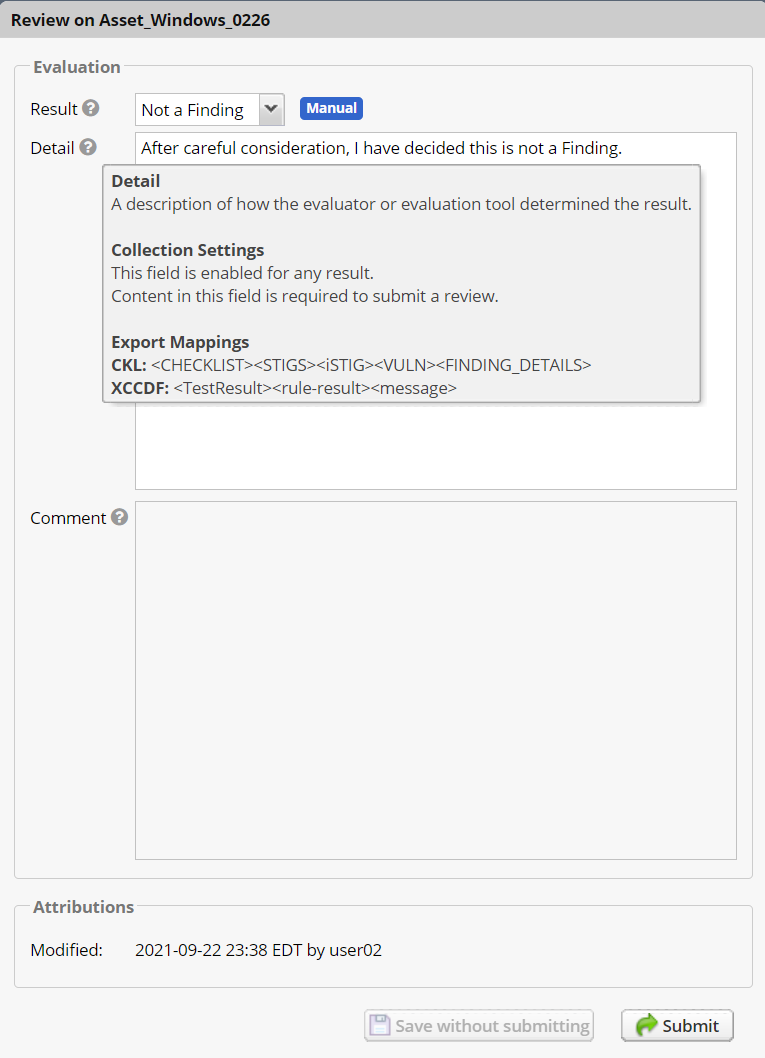 Review on Asset_Windows_0226
Evaluation
Result ? Not a Finding Manual
Detail ? After careful consideration, I have decided this is not a Finding.
Detail
A description of how the evaluator or evaluation tool determined the result.
Collection Settings
This field is enabled for any result.
Content in this field is required to submit a review.
Export Mappings
CKL: <CHECKLIST><STIGS><iSTIG><VULN><FINDING_DETAILS>
XCCDF: <TestResult><rule-result><message>
Comment ?
Attributions
Modified: 2021-09-22 23:38 EDT by user02
Save without submitting Submit